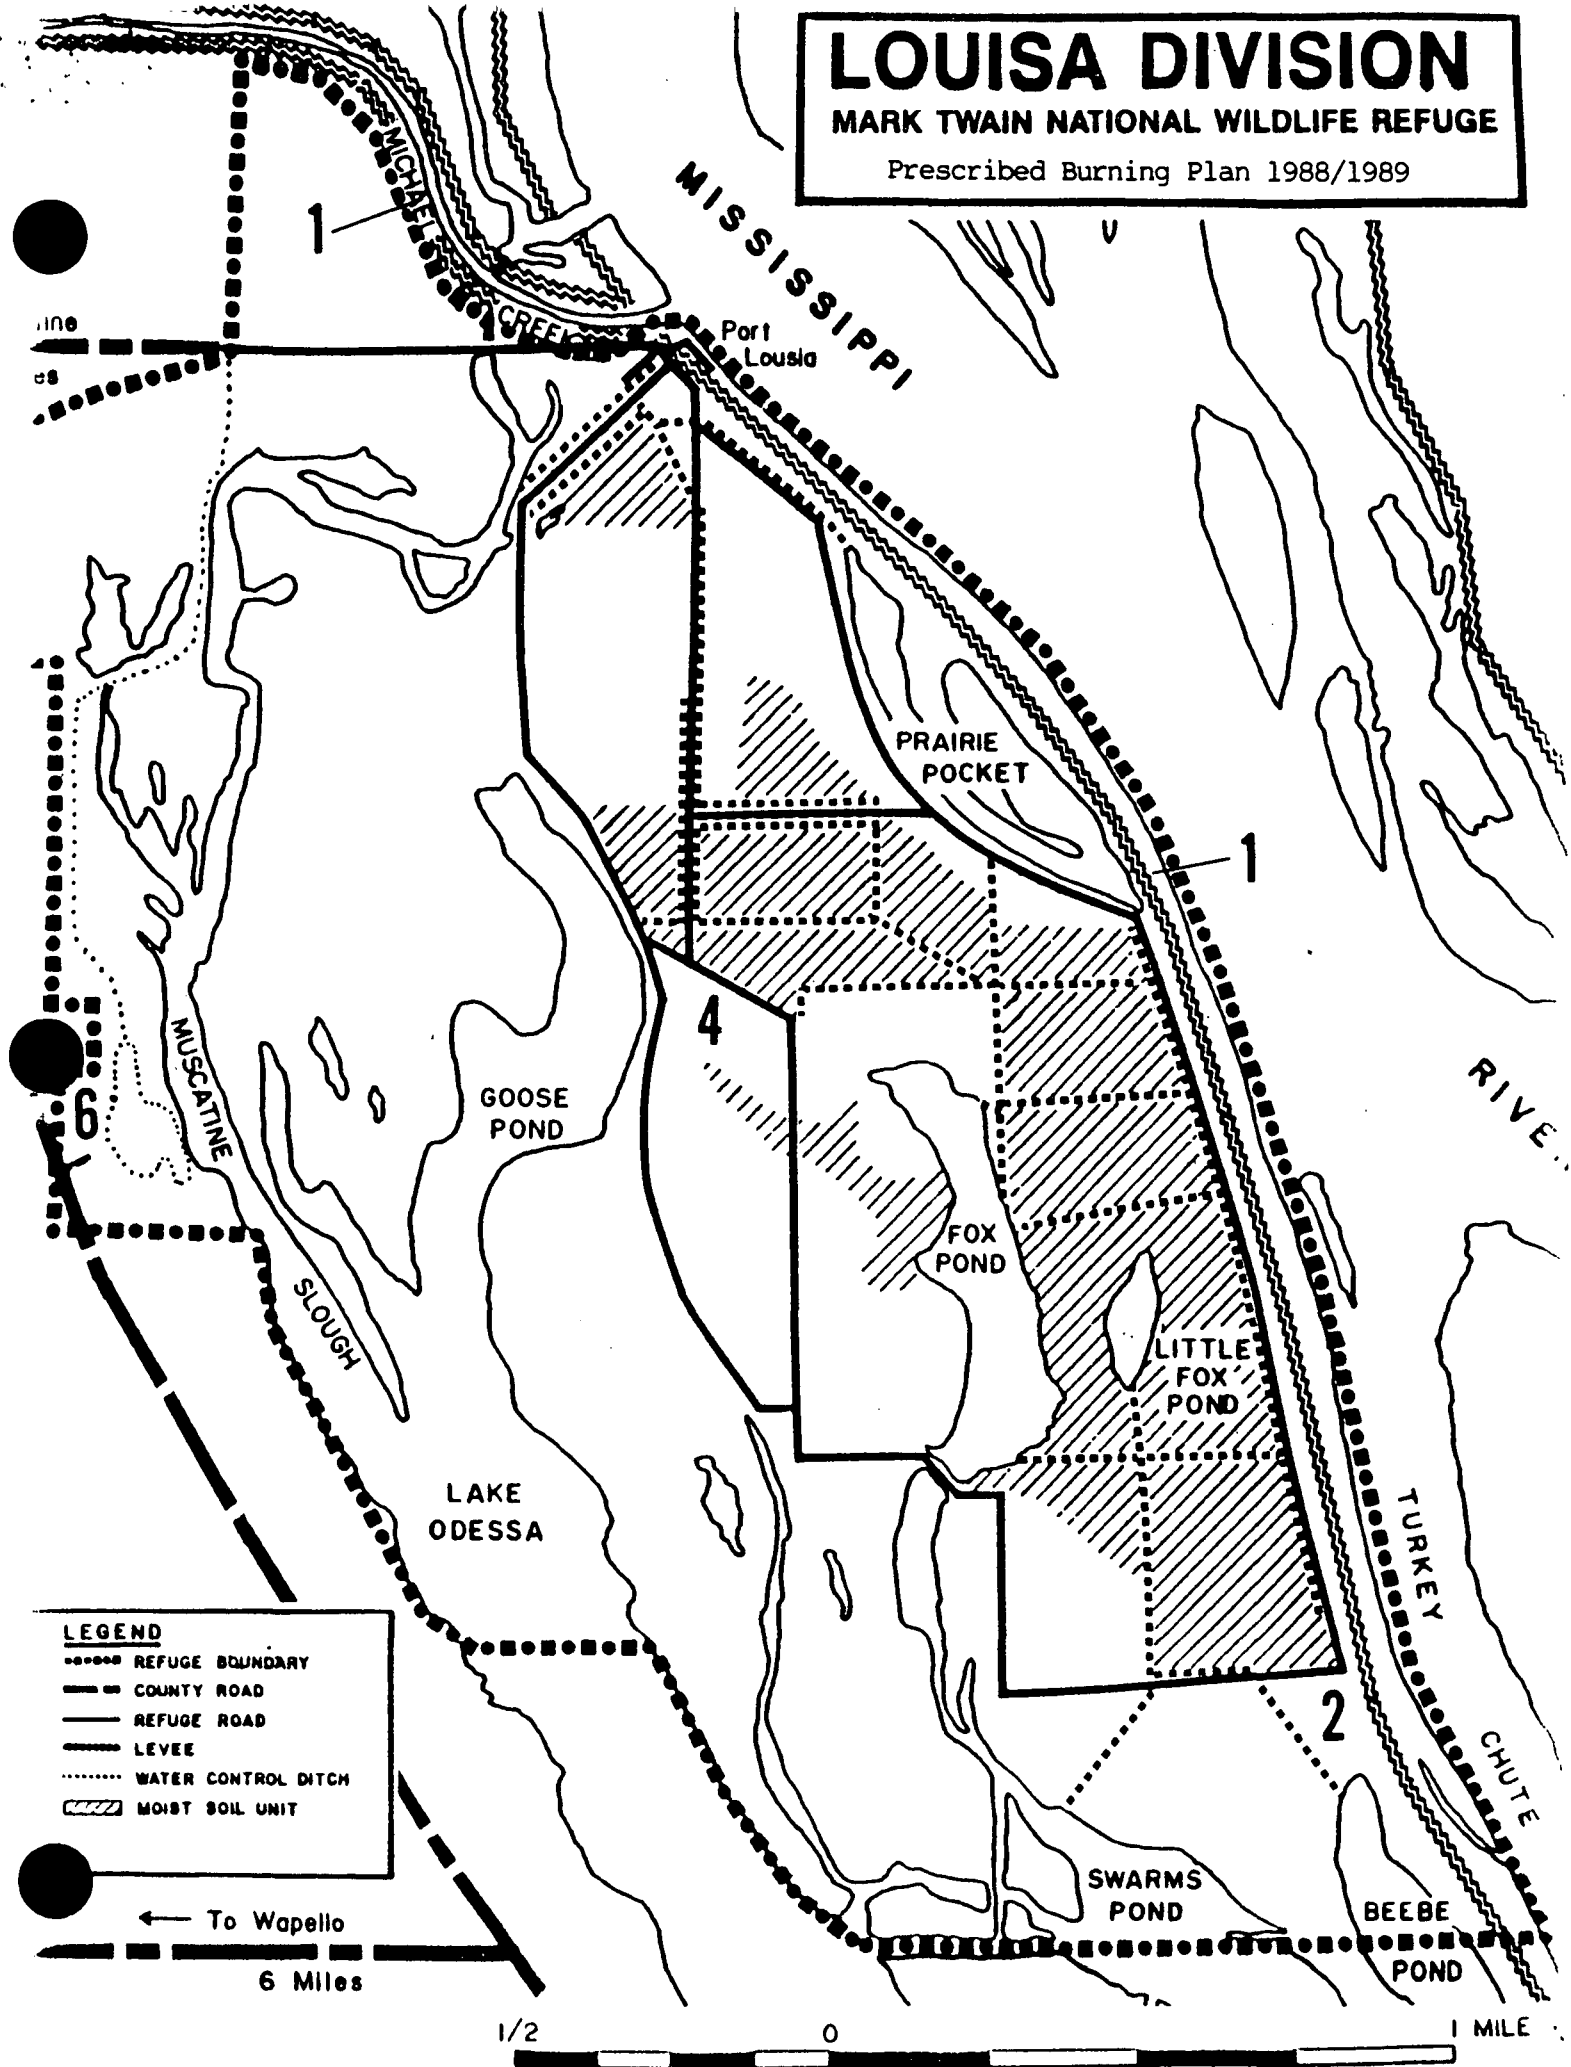 LOUISA DIVISION
MARK TWAIN NATIONAL WILDLIFE REFUGE
Prescribed Burning Plan 1988/1989
MISSISSIPPI
MICHAEL
1
CREEK
Port
Lousia
PRAIRIE
POCKET
1
4
MUSCATINE
6
GOOSE
POND
RIVE
FOX
POND
SLOUGH
LITTLE
FOX
POND
LAKE
ODESSA
TURKEY
LEGEND
REFUGE BOUNDARY
COUNTY ROAD
REFUGE ROAD
LEVEE
WATER CONTROL DITCH
MOIST SOIL UNIT
2
CHUTE
SWARMS
POND
BEEBE
POND
To Wapello
6 Miles
1/2
0
1 MILE